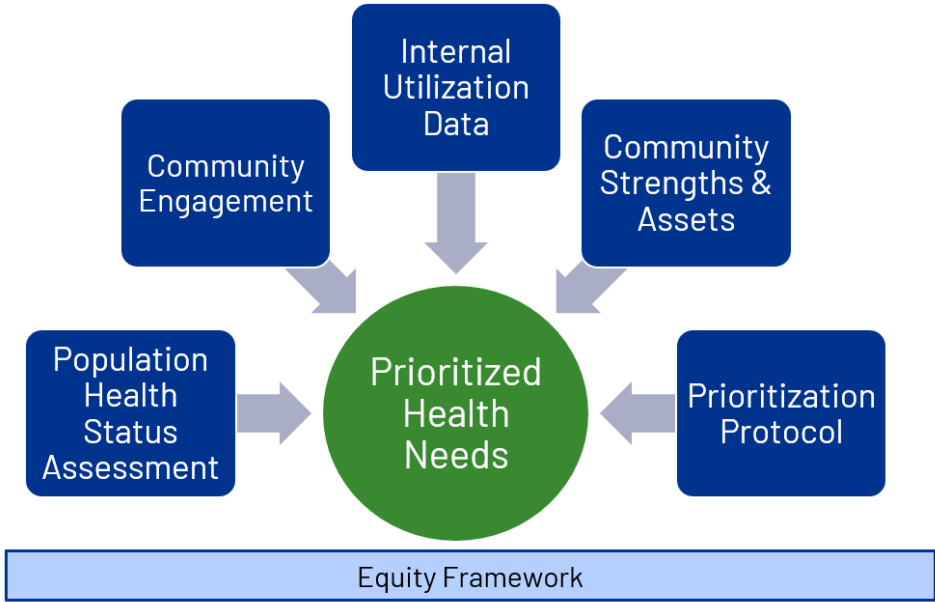 Internal
Utilization
Data
Community
Engagement
Community
Strengths &
Assets
Population
Health
Status
Assessment
Prioritized
Health
Needs
Prioritization
Protocol
Equity Framework